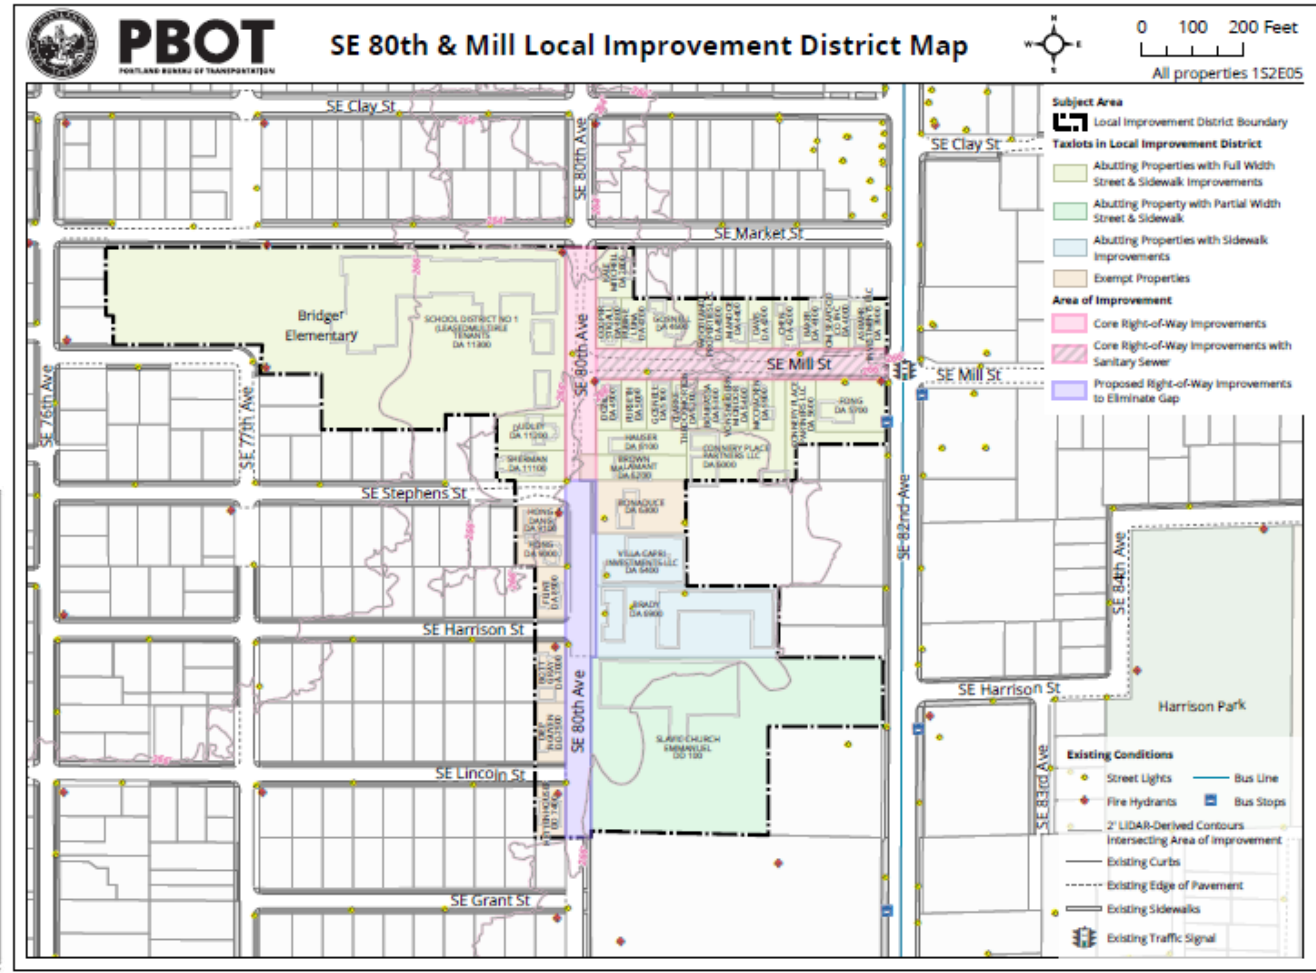 PBOT
PORTLAND BUREAU OF TRANSPORTATION
SE 80th & Mill Local Improvement District Map
N
W
E
S
0 100 200 Feet
All properties 1S2E05
Subject Area
Local Improvement District Boundary
Taxlots in Local Improvement District
Abutting Properties with Full Width
Street & Sidewalk Improvements
Abutting Property with Partial Width
Street & Sidewalk
Abutting Properties with Sidewalk
Improvements
Exempt Properties
Area of Improvement
Core Right-of-Way Improvements
Core Right-of-Way Improvements with
Sanitary Sewer
Proposed Right-of-Way Improvements
to Eliminate Gap
SE Clay St
SE Clay St
SE 80th Ave
SE Market St
Bridger
Elementary
SCHOOL DISTRICT NO 1
(LEASED MULTIPLE
TENANTS
DA 11300
SE 80th Ave
SE Mill St
SE Mill St
SE 76th Ave
SE 77th Ave
DUDLEY
DA 11200
SHERMAN
DA 11100
HAUSER
DA 6100
BROWN
DA 6200
CONNERY PLACE
PARTNERS LLC
DA 6000
FONG
DA 5700
SE Stephens St
RONADUCE
DA 6300
VILLA CAPRI
INVESTMENTS LLC
DA 6400
BRADY
DA 6900
SE 82nd Ave
SE 84th Ave
SE Harrison St
SE Harrison St
SE 80th Ave
Harrison Park
SLAVIC CHURCH
EMMANUEL
DD 100
SE Lincoln St
SE 83rd Ave
SE Grant St
Existing Conditions
Street Lights
Bus Line
Fire Hydrants
Bus Stops
2' LIDAR-Derived Contours
Intersecting Area of Improvement
Existing Curbs
Existing Edge of Pavement
Existing Sidewalks
Existing Traffic Signal